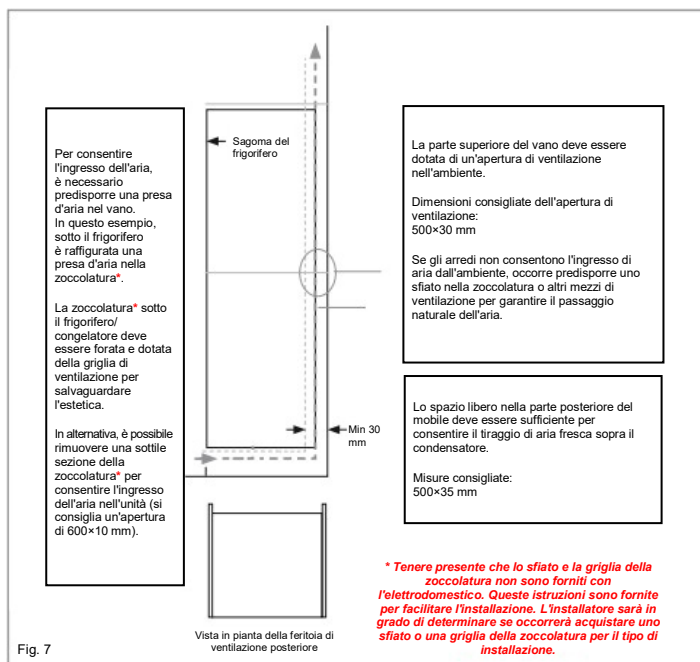 Per consentire
l'ingresso dell'aria,
è necessario
predisporre una presa
d'aria nel vano.
In questo esempio,
sotto il frigorifero
è raffigurata una
presa d'aria nella
zoccolatura*.
La zoccolatura* sotto
il frigorifero/
congelatore deve
essere forata e dotata
della griglia di
ventilazione per
salvaguardare
l'estetica.
In alternativa, è possibile
rimuovere una sottile
sezione della
zoccolatura* per
consentire l'ingresso
dell'aria nell'unità (si
consiglia un'apertura
di 600×10 mm).
Sagoma del
frigorifero
Min 30
mm
Vista in pianta della feritoia di
ventilazione posteriore
La parte superiore del vano deve essere
dotata di un'apertura di ventilazione
nell'ambiente.
Dimensioni consigliate dell'apertura di
ventilazione:
500×30 mm
Se gli arredi non consentono l'ingresso di
aria dall'ambiente, occorre predisporre uno
sfiato nella zoccolatura o altri mezzi di
ventilazione per garantire il passaggio
naturale dell'aria.
Lo spazio libero nella parte posteriore del
mobile deve essere sufficiente per
consentire il tiraggio di aria fresca sopra il
condensatore.
Misure consigliate:
500×35 mm
* Tenere presente che lo sfiato e la griglia della
zoccolatura non sono forniti con
l'elettrodomestico. Queste istruzioni sono fornite
per facilitare l'installazione. L'installatore sarà in
grado di determinare se occorrerà acquistare uno
sfiato o una griglia della zoccolatura per il tipo di
installazione.
Fig. 7